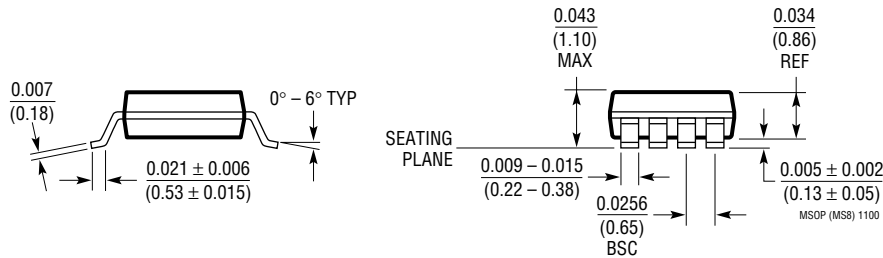 0.007
(0.18)
0.021 ± 0.006
(0.53 ± 0.015)
0° – 6° TYP
0.043
(1.10)
MAX
0.034
(0.86)
REF
SEATING
PLANE
0.009 – 0.015
(0.22 – 0.38)
0.0256
(0.65)
BSC
0.005 ± 0.002
(0.13 ± 0.05)
MSOP (MS8) 1100